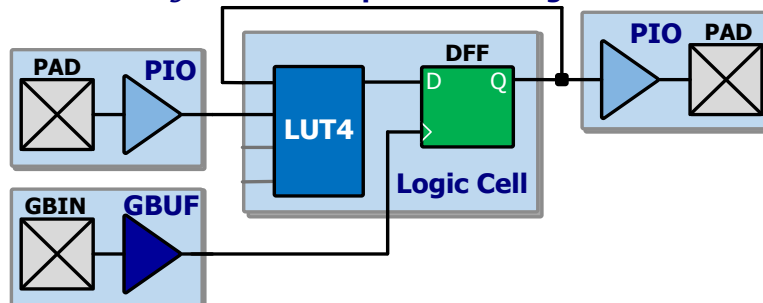 PAD
PIO
DFF
D
Q
LUT4
Logic Cell
PIO
PAD
GBIN
GBUF